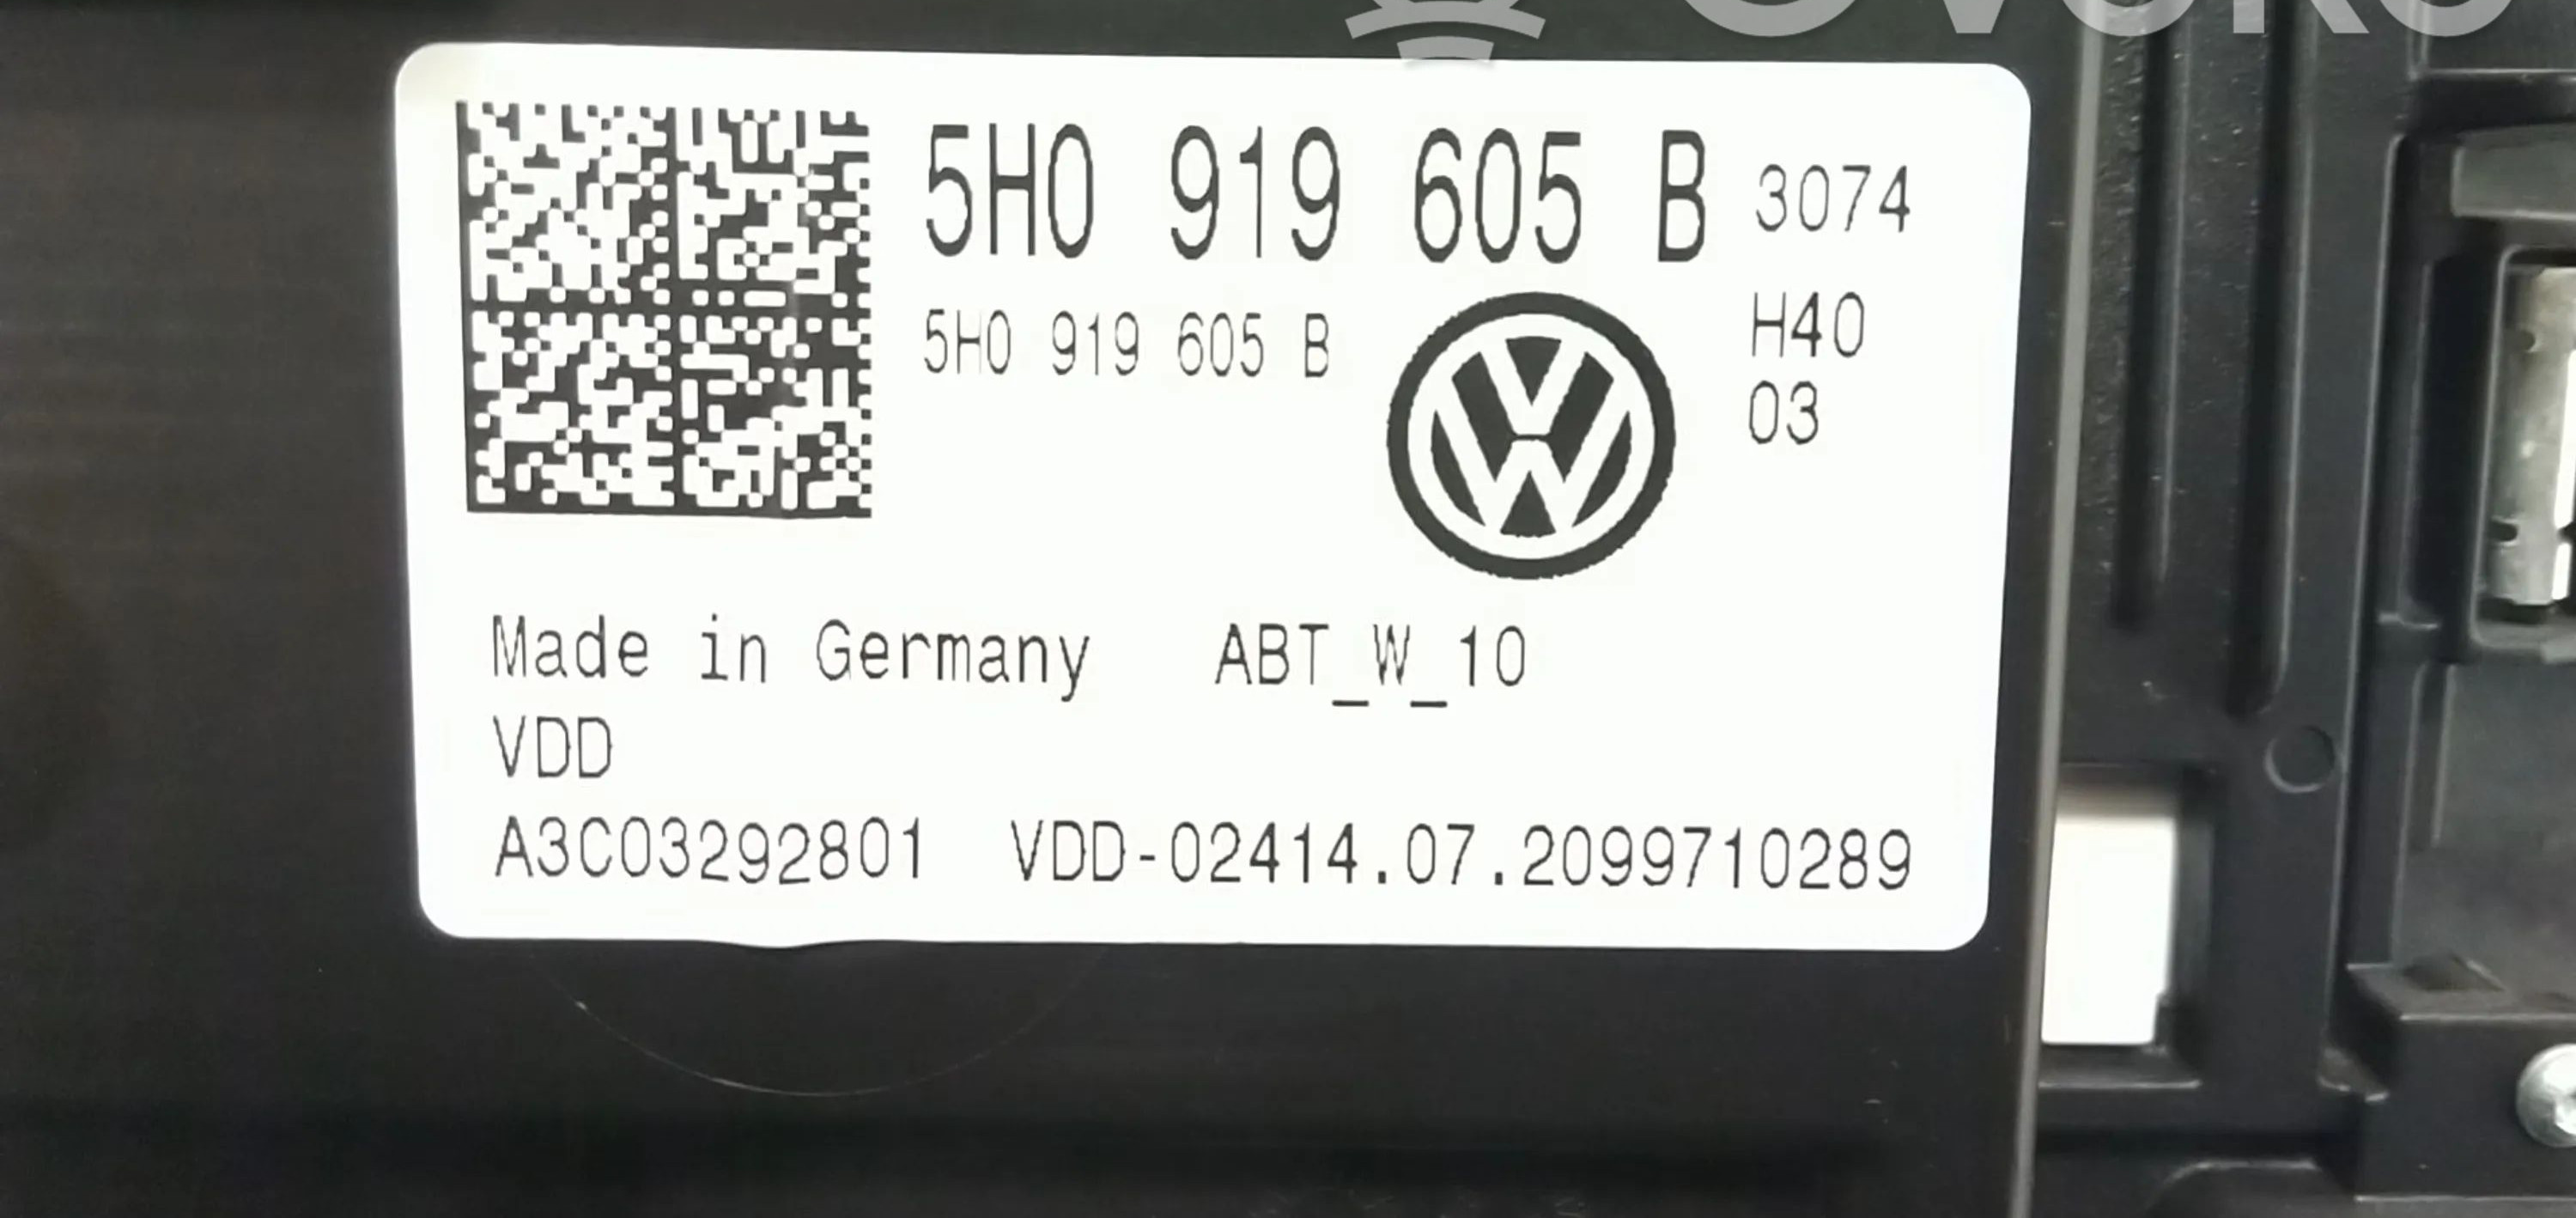 5H0 919 605 B 3074
5H0 919 605 B H40
03
Made in Germany ABT_W_10
VDD
A3C03292801 VDD-02414.07.2099710289